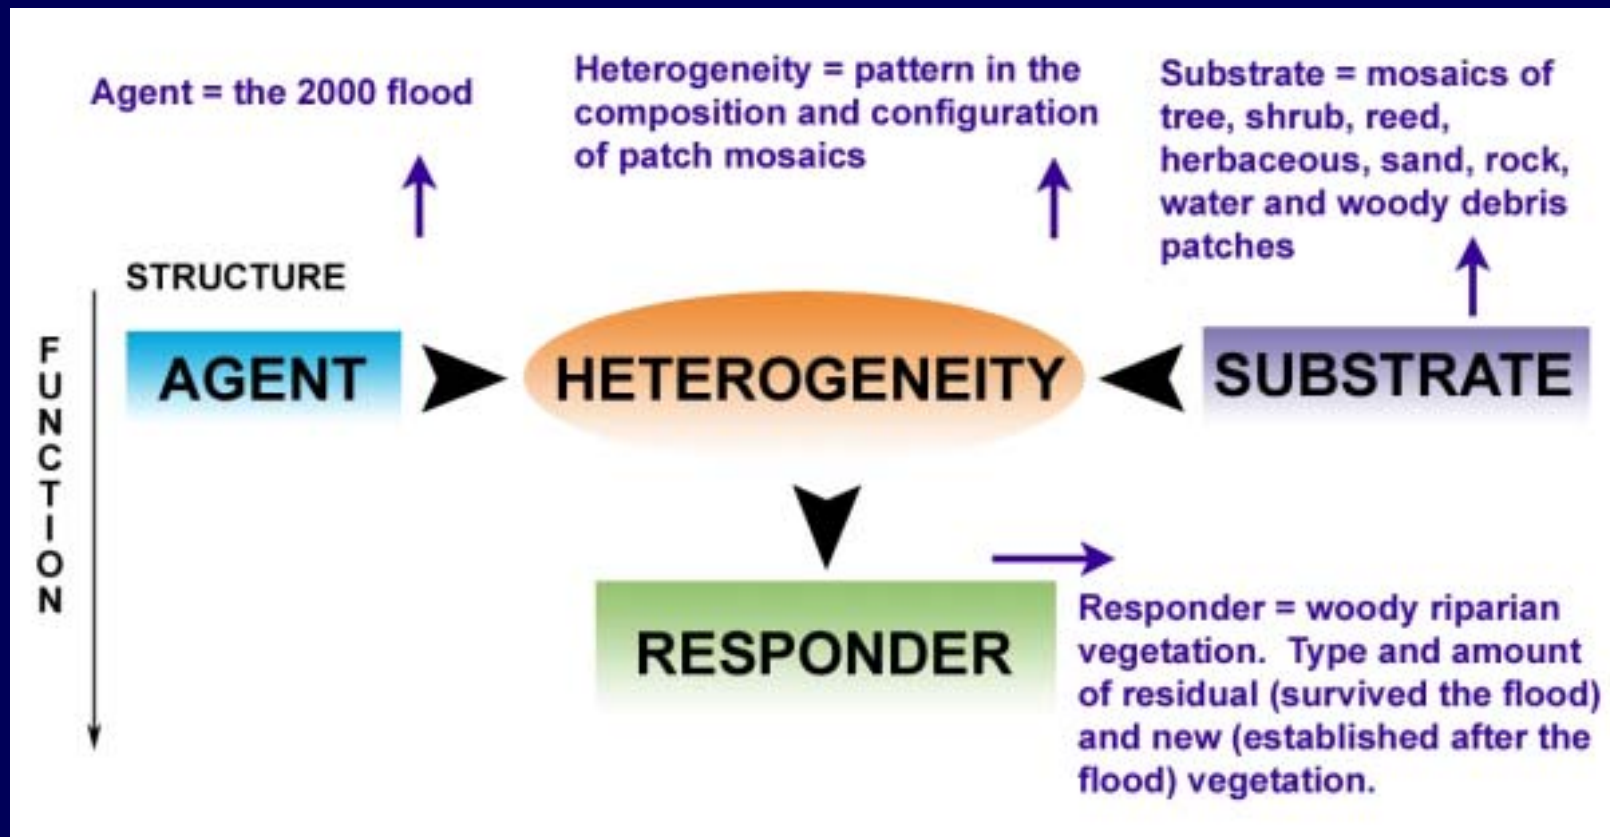 Agent = the 2000 flood
Heterogeneity = pattern in the
composition and configuration
of patch mosaics
Substrate = mosaics of
tree, shrub, reed,
herbaceous, sand, rock,
water and woody debris
patches
STRUCTURE
FUNCTION
AGENT
HETEROGENEITY
SUBSTRATE
RESPONDER
Responder = woody riparian
vegetation. Type and amount
of residual (survived the flood)
and new (established after the
flood) vegetation.